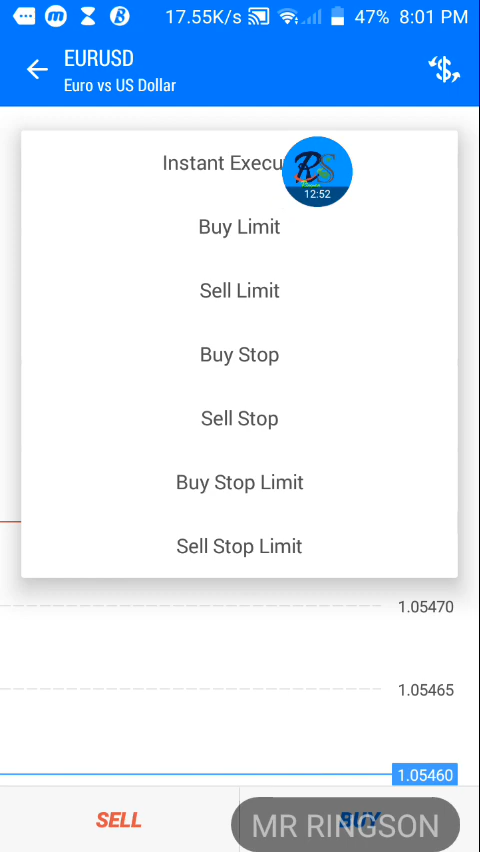 17.55K/s 47% 8:01 PM
EURUSD
Euro vs US Dollar
Instant Execu
RS
12:52
Buy Limit
Sell Limit
Buy Stop
Sell Stop
Buy Stop Limit
Sell Stop Limit
1.05470
1.05465
1.05460
SELL BUY
MR RINGSON